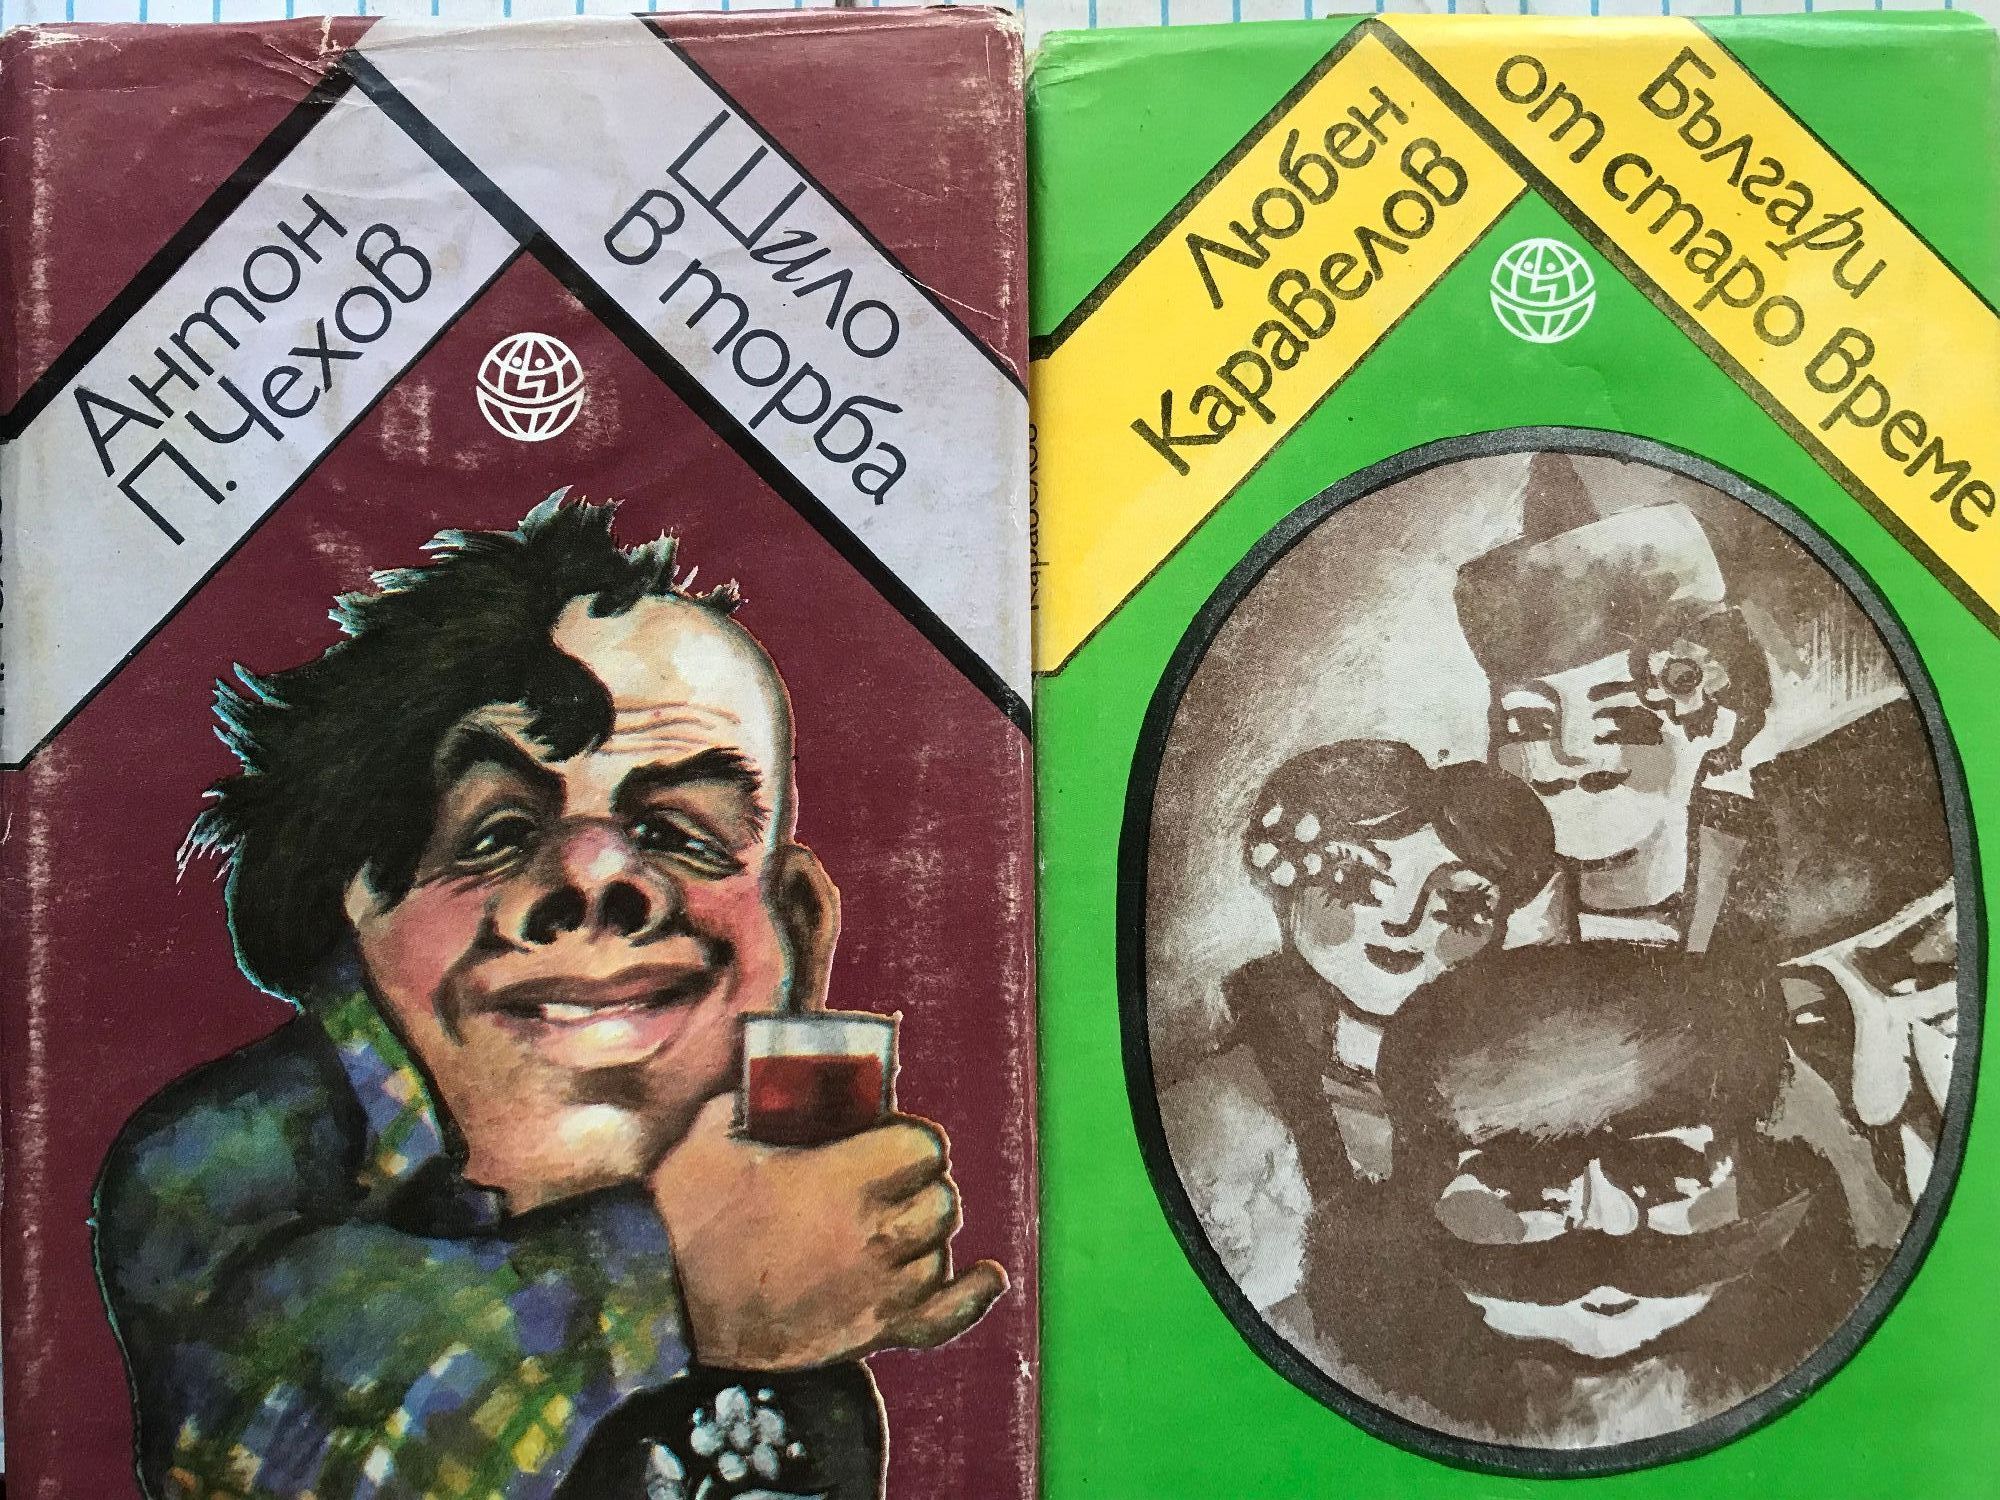 Антон
П. Чехов
Шило
в торба
Любен
Каравелов
Българи
от старо време